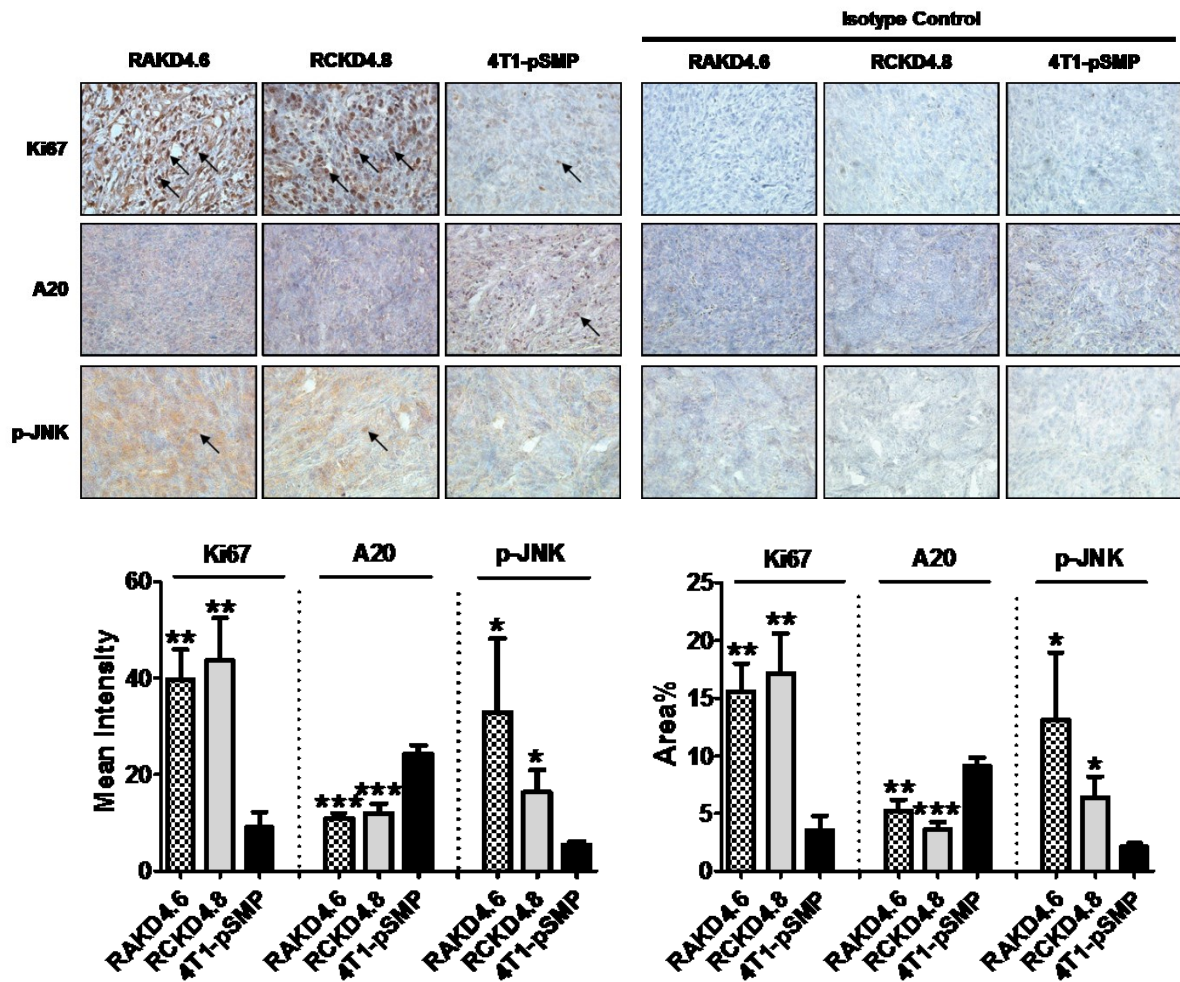 Isotype Control
RAKD4.6 RCKD4.8 4T1-pSMP RAKD4.6 RCKD4.8 4T1-pSMP
Ki67
A20
p-JNK
Ki67 A20 p-JNK
60
40
20
0
Mean Intensity
** ** *** *** * *
RAKD4.6 RCKD4.8 4T1-pSMP RAKD4.6 RCKD4.8 4T1-pSMP RAKD4.6 RCKD4.8 4T1-pSMP
Ki67 A20 p-JNK
25
20
15
10
5
0
Area%
** ** ** *** * *
RAKD4.6 RCKD4.8 4T1-pSMP RAKD4.6 RCKD4.8 4T1-pSMP RAKD4.6 RCKD4.8 4T1-pSMP